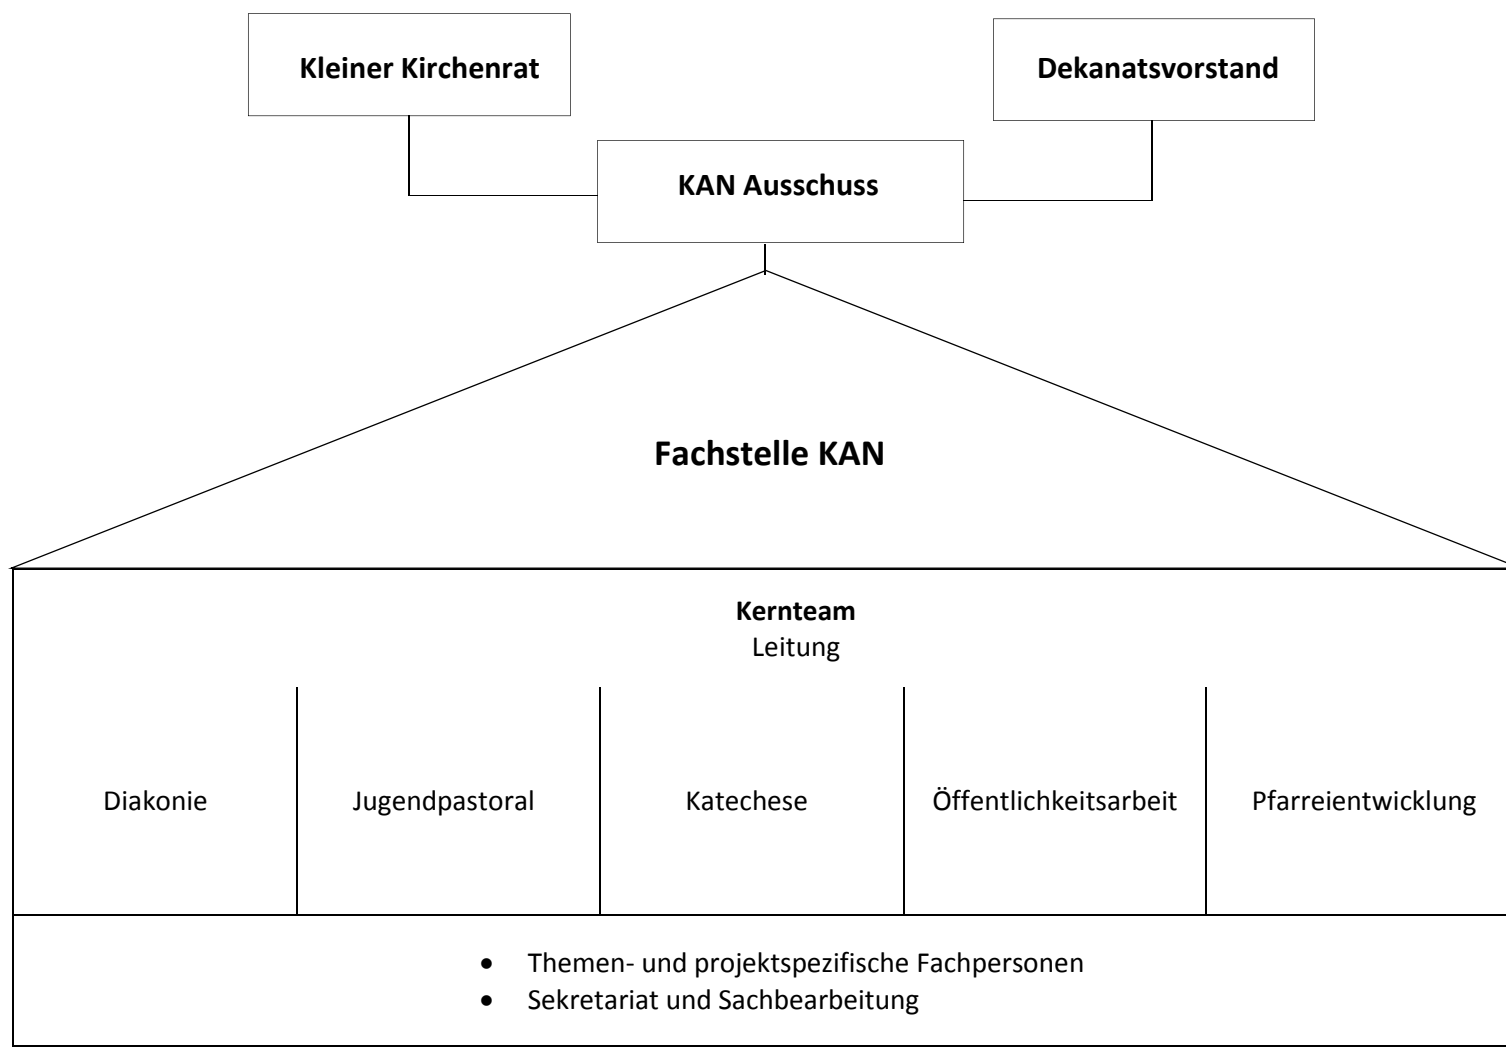 Kleiner Kirchenrat
Dekanatsvorstand
KAN Ausschuss
Fachstelle KAN
Kernteam
Leitung
Diakonie
Jugendpastoral
Katechese
Öffentlichkeitsarbeit
Pfarreientwicklung
• Themen- und projektspezifische Fachpersonen
• Sekretariat und Sachbearbeitung